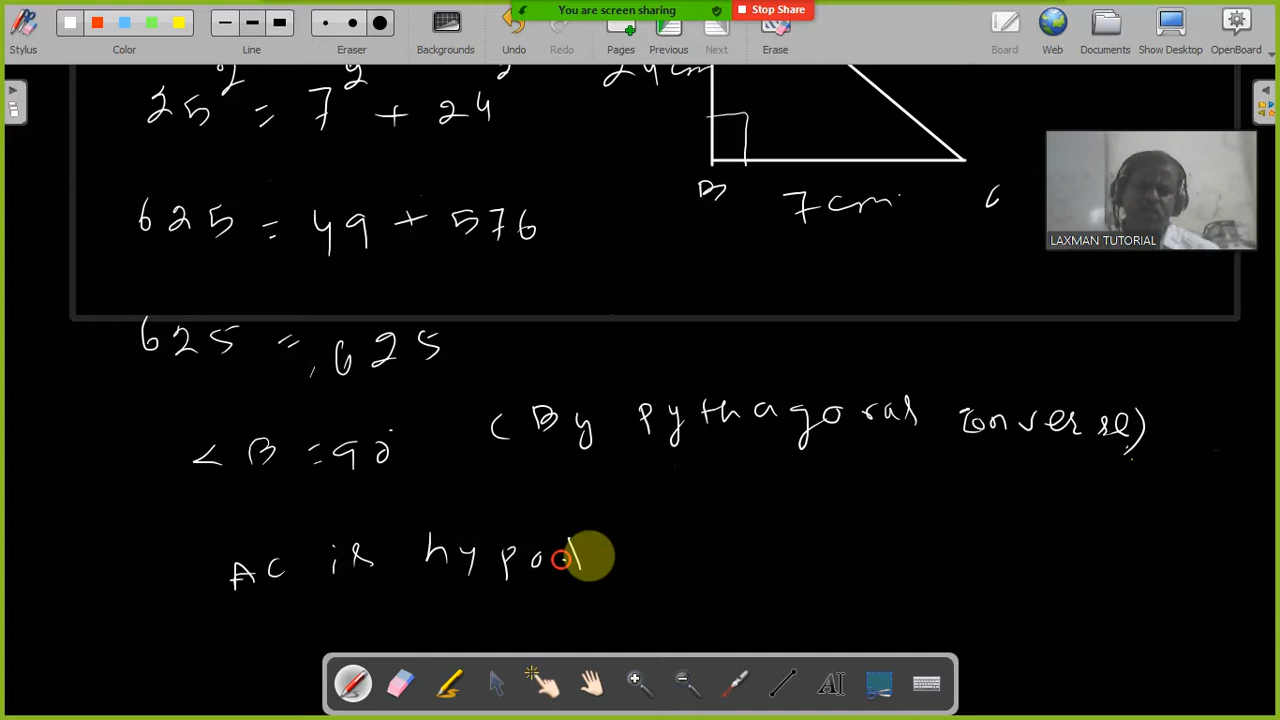 You are screen sharing Stop Share
Stylus Color Line Eraser Backgrounds Undo Redo Pages Previous Next Erase Board Web Documents Show Desktop OpenBoard
24cm
25² = 7² + 24²
B 7cm C
LAXMAN TUTORIAL
625 = 49 + 576
625 = 625
∠B = 90° (By pythagoras converse)
AC is hypot